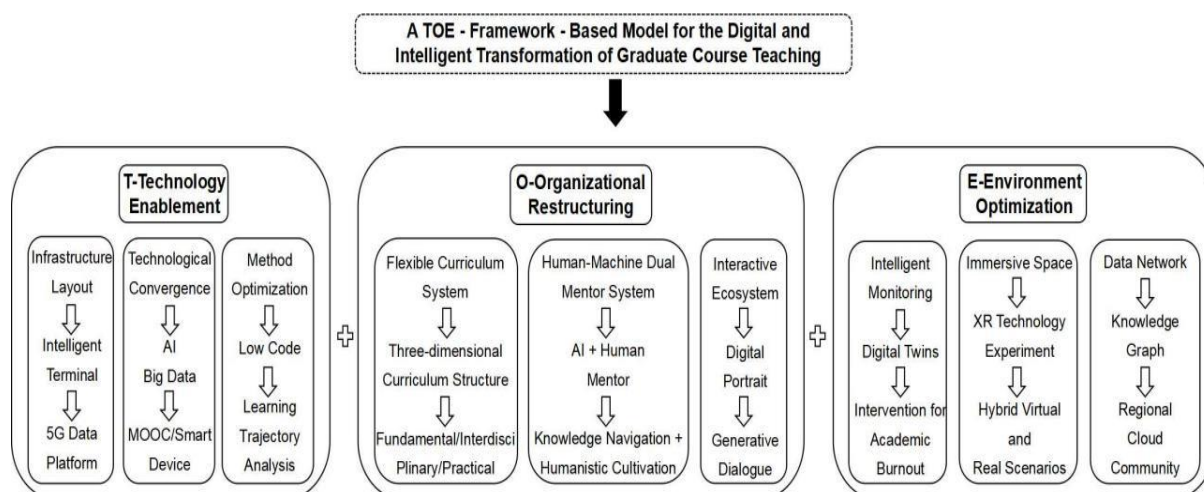 A TOE - Framework - Based Model for the Digital and
Intelligent Transformation of Graduate Course Teaching
T-Technology
Enablement
Infrastructure
Layout
Intelligent
Terminal
5G Data
Platform
Technological
Convergence
AI
Big Data
MOOC/Smart
Device
Method
Optimization
Low Code
Learning
Trajectory
Analysis
O-Organizational
Restructuring
Flexible Curriculum
System
Three-dimensional
Curriculum Structure
Fundamental/Interdisci
Plinary/Practical
Human-Machine Dual
Mentor System
AI + Human
Mentor
Knowledge Navigation +
Humanistic Cultivation
Interactive
Ecosystem
Digital
Portrait
Generative
Dialogue
E-Environment
Optimization
Intelligent
Monitoring
Digital Twins
Intervention for
Academic
Burnout
Immersive Space
XR Technology
Experiment
Hybrid Virtual
and
Real Scenarios
Data Network
Knowledge
Graph
Regional
Cloud
Community